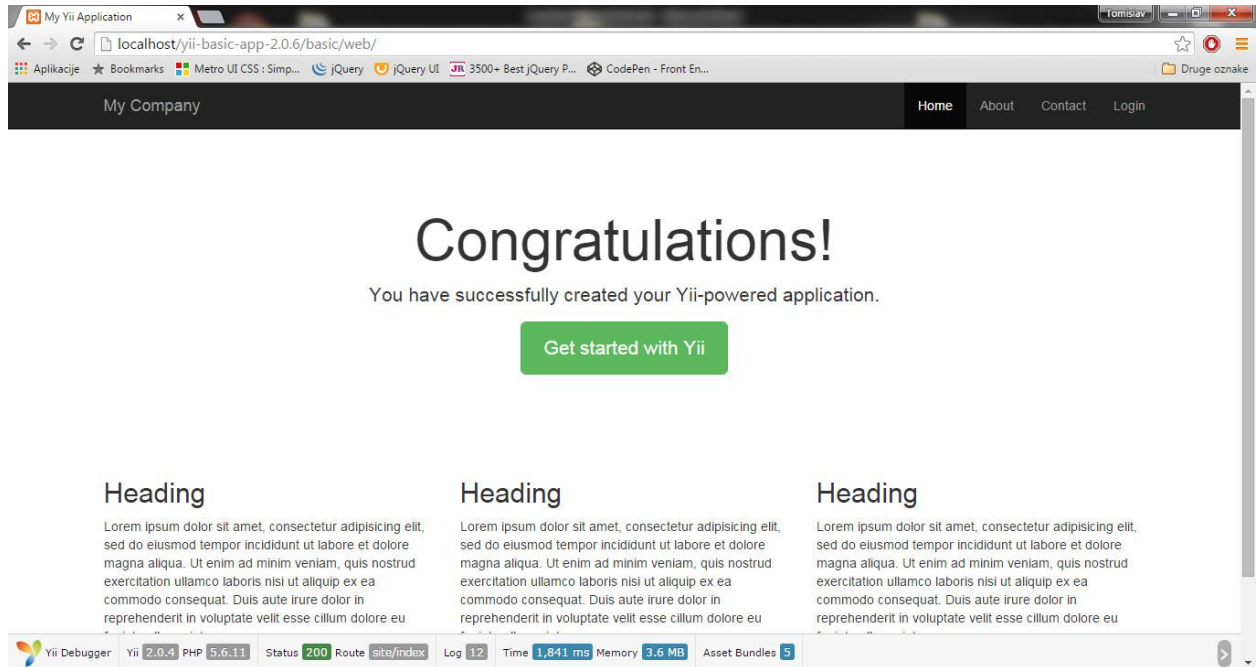 My Yii Application
Tomislav
localhost/yii-basic-app-2.0.6/basic/web/
Aplikacije Bookmarks Metro UI CSS : Simp... jQuery jQuery UI JR 3500+ Best jQuery P... CodePen - Front En... Druge oznake
My Company Home About Contact Login
Congratulations!
You have successfully created your Yii-powered application.
Get started with Yii
Heading
Lorem ipsum dolor sit amet, consectetur adipisicing elit,
sed do eiusmod tempor incididunt ut labore et dolore
magna aliqua. Ut enim ad minim veniam, quis nostrud
exercitation ullamco laboris nisi ut aliquip ex ea
commodo consequat. Duis aute irure dolor in
reprehenderit in voluptate velit esse cillum dolore eu
Heading
Lorem ipsum dolor sit amet, consectetur adipisicing elit,
sed do eiusmod tempor incididunt ut labore et dolore
magna aliqua. Ut enim ad minim veniam, quis nostrud
exercitation ullamco laboris nisi ut aliquip ex ea
commodo consequat. Duis aute irure dolor in
reprehenderit in voluptate velit esse cillum dolore eu
Heading
Lorem ipsum dolor sit amet, consectetur adipisicing elit,
sed do eiusmod tempor incididunt ut labore et dolore
magna aliqua. Ut enim ad minim veniam, quis nostrud
exercitation ullamco laboris nisi ut aliquip ex ea
commodo consequat. Duis aute irure dolor in
reprehenderit in voluptate velit esse cillum dolore eu
Yii Debugger Yii 2.0.4 PHP 5.6.11 Status 200 Route site/index Log 12 Time 1,841 ms Memory 3.6 MB Asset Bundles 5